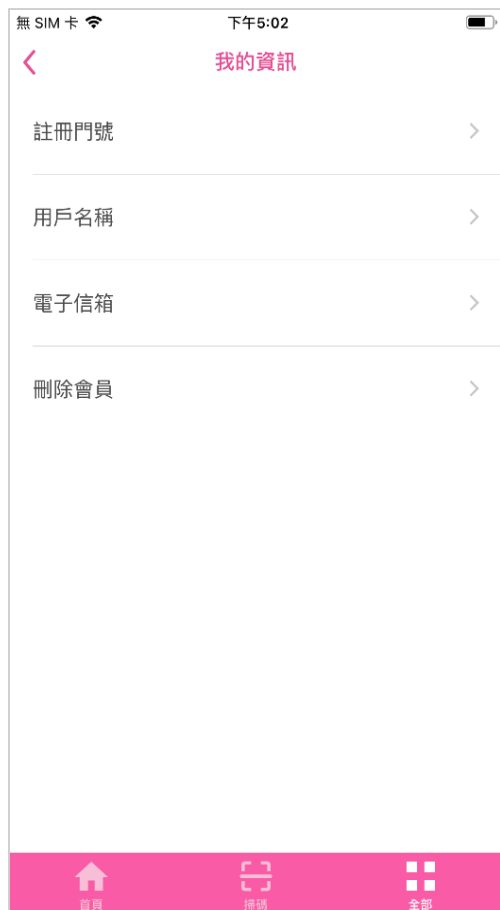 無 SIM 卡 下午5:02
我的資訊
註冊門號
用戶名稱
電子信箱
刪除會員
首頁 掃碼 全部